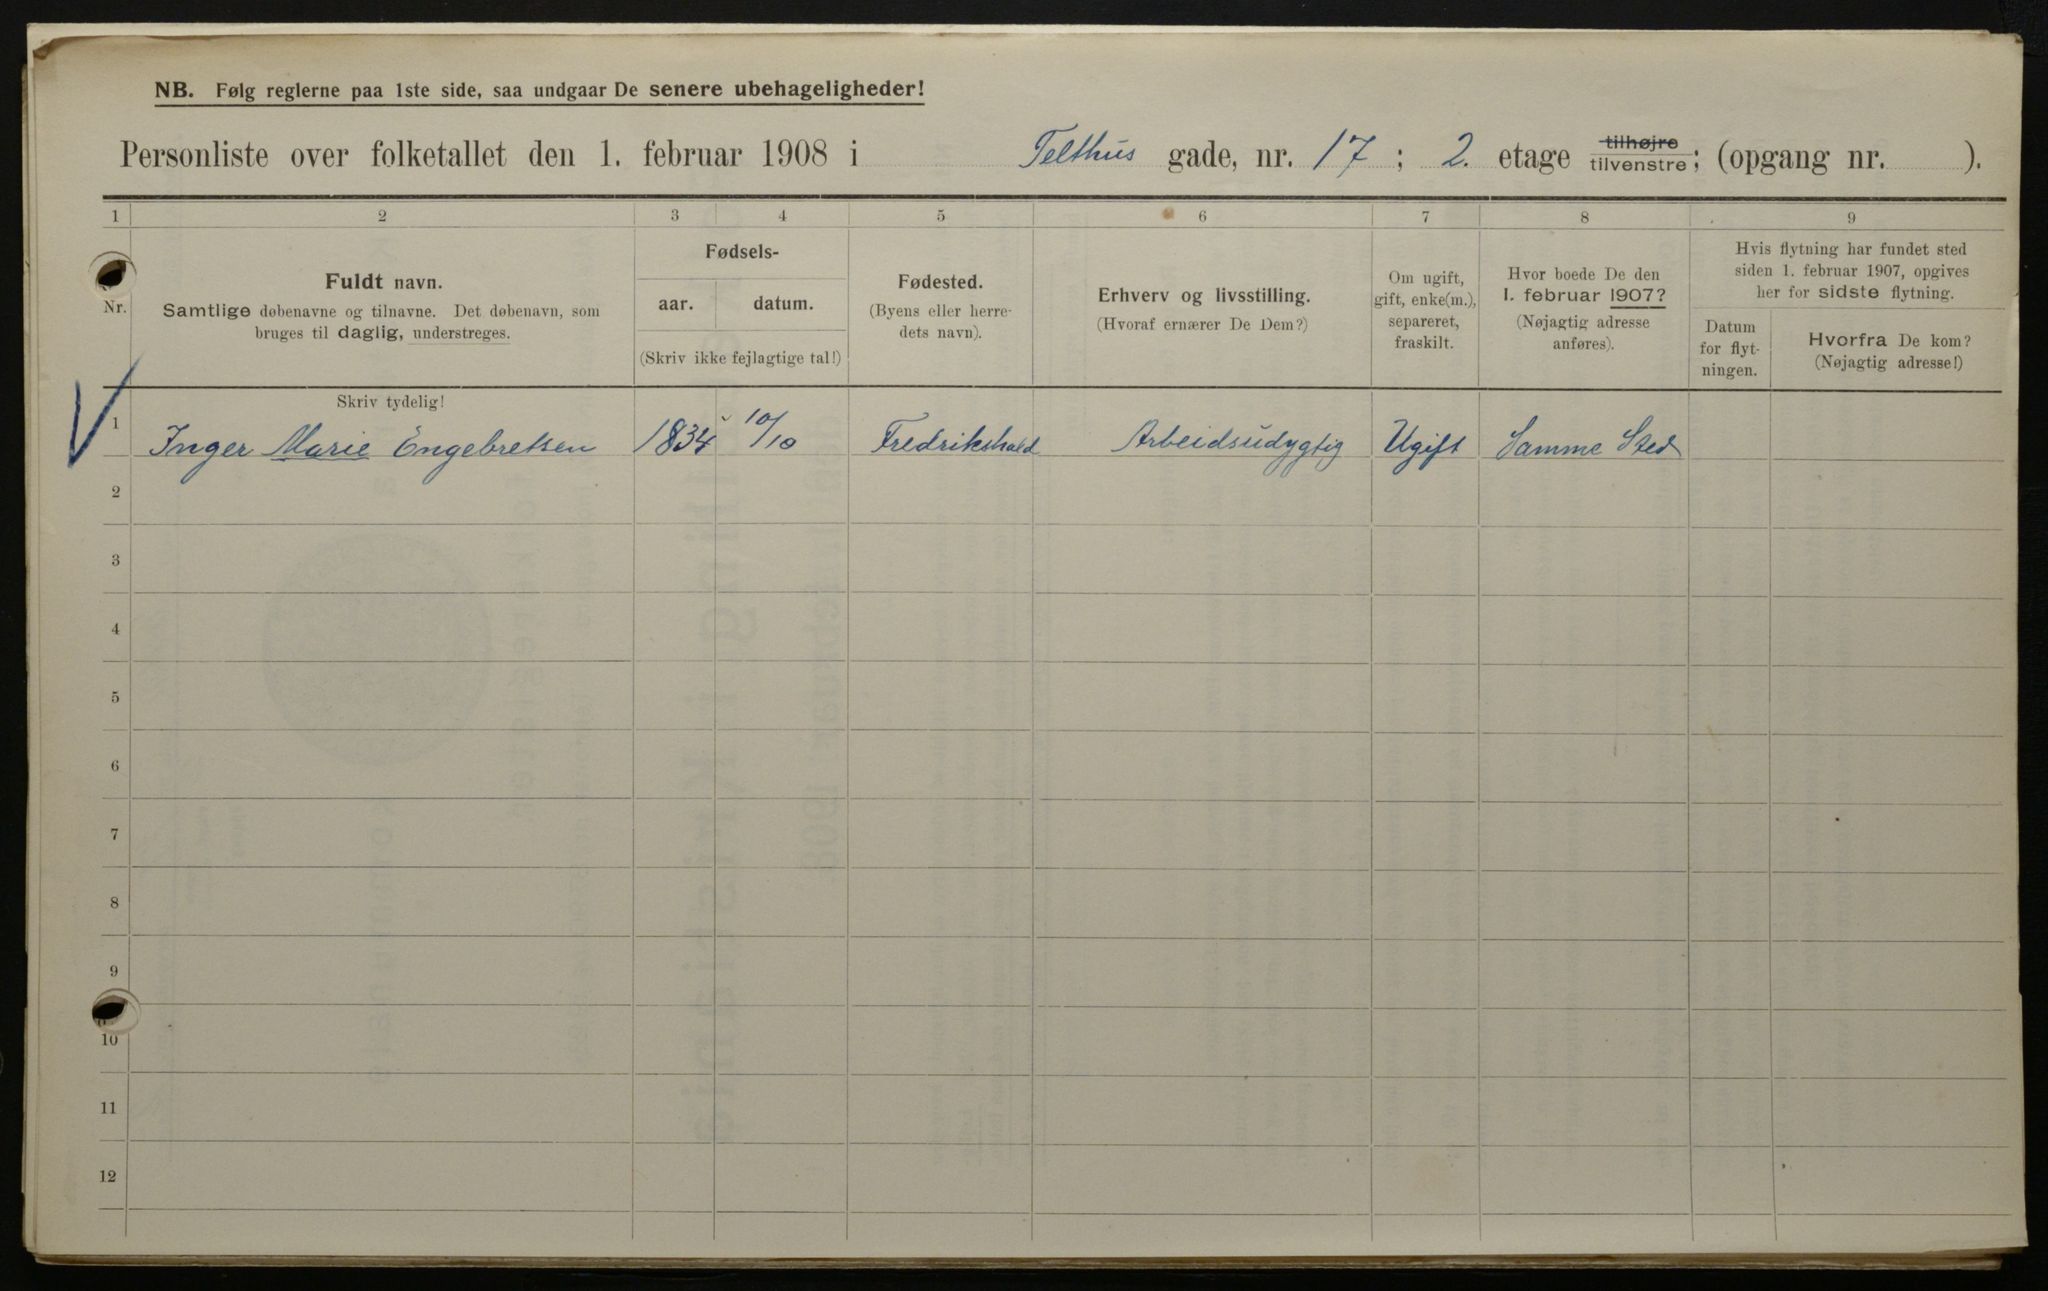 NB. Følg reglerne paa 1ste side, saa undgaar De senere ubehageligheder!
Personliste over folketallet den 1. februar 1908 i Telthus gade, nr. 17; 2. etage tilhøjre tilvenstre; (opgang nr. ).
1 2 3 4 5 6 7 8 9
Nr.
Fuldt navn.
Samtlige døbenavne og tilnavne. Det døbenavn, som
bruges til daglig, understreges.
Fødsels-
aar. datum.
(Skriv ikke fejlagtige tal!)
Fødested.
(Byens eller herre-
dets navn).
Erhverv og livsstilling.
(Hvoraf ernærer De Dem?)
Om ugift,
gift, enke(m.),
separeret,
fraskilt.
Hvor boede De den
1. februar 1907?
(Nøjagtig adresse
anføres).
Hvis flytning har fundet sted
siden 1. februar 1907, opgives
her for sidste flytning.
Datum
for flyt-
ningen.
Hvorfra De kom?
(Nøjagtig adresse!)
Skriv tydelig!
1 Inger Marie Engebretsen 1834 10/10 Fredrikshald Arbeidsudygtig Ugift Samme Sted
2
3
4
5
6
7
8
9
10
11
12